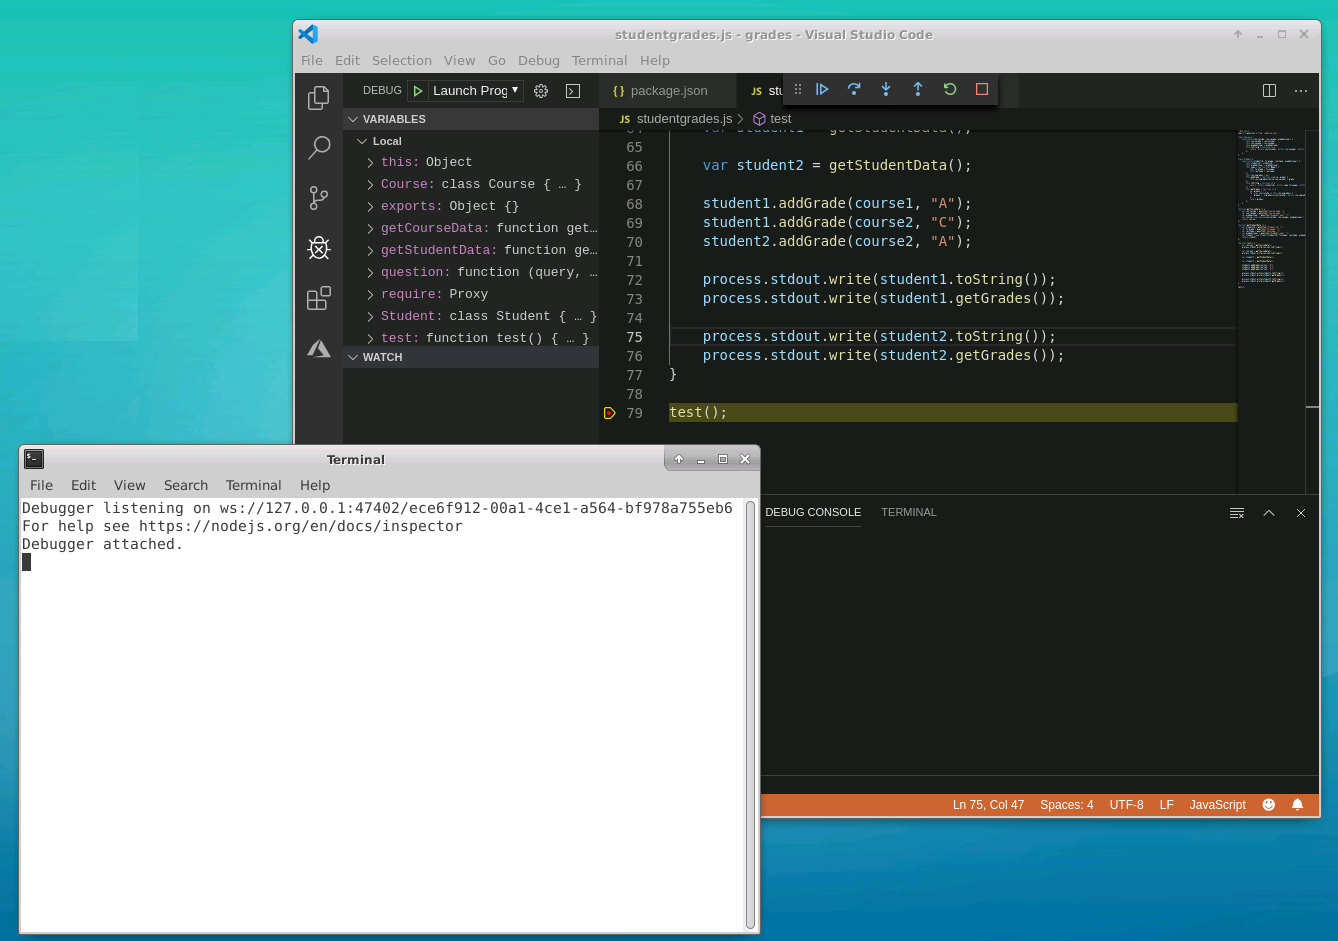 studentgrades.js - grades - Visual Studio Code
File Edit Selection View Go Debug Terminal Help
DEBUG Launch Prog
{} package.json
JS stu
VARIABLES
Local
this: Object
Course: class Course { … }
exports: Object {}
getCourseData: function get…
getStudentData: function ge…
question: function (query, …
require: Proxy
Student: class Student { … }
test: function test() { … }
WATCH
JS studentgrades.js > test
64 var student1 = getStudentData();
65
66 var student2 = getStudentData();
67
68 student1.addGrade(course1, "A");
69 student1.addGrade(course2, "C");
70 student2.addGrade(course2, "A");
71
72 process.stdout.write(student1.toString());
73 process.stdout.write(student1.getGrades());
74
75 process.stdout.write(student2.toString());
76 process.stdout.write(student2.getGrades());
77 }
78
79 test();
DEBUG CONSOLE TERMINAL
Ln 75, Col 47 Spaces: 4 UTF-8 LF JavaScript
Terminal
File Edit View Search Terminal Help
Debugger listening on ws://127.0.0.1:47402/ece6f912-00a1-4ce1-a564-bf978a755eb6
For help see https://nodejs.org/en/docs/inspector
Debugger attached.